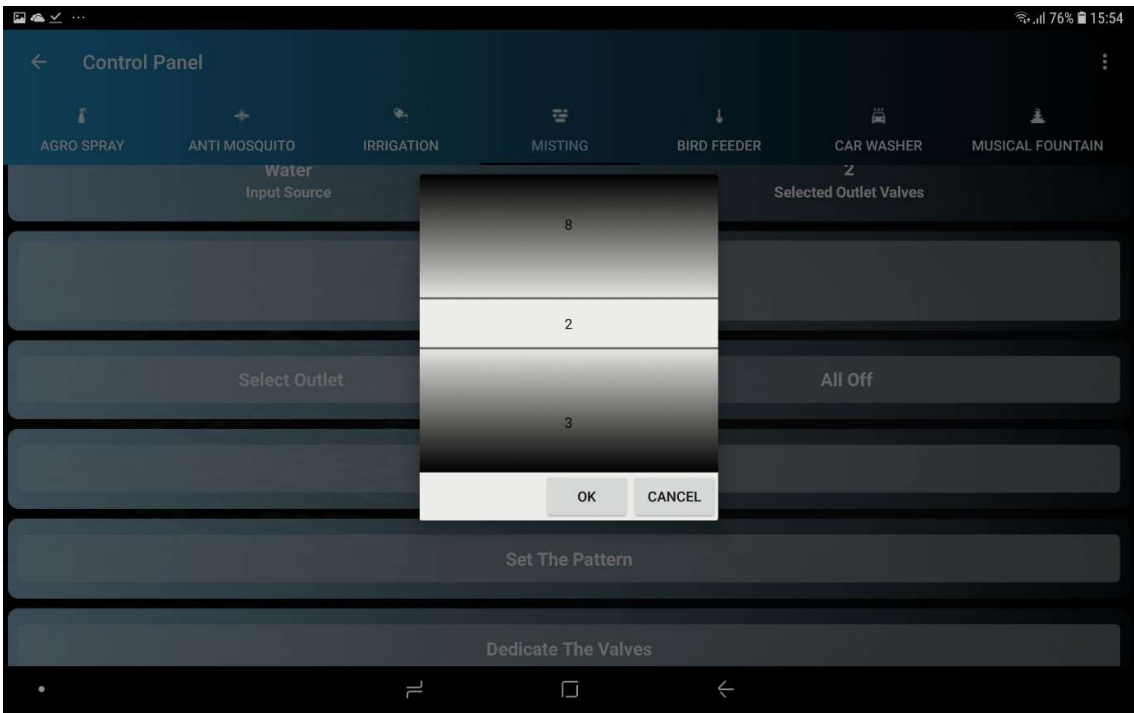 76% 15:54
Control Panel
AGRO SPRAY ANTI MOSQUITO IRRIGATION MISTING BIRD FEEDER CAR WASHER MUSICAL FOUNTAIN
Water 2
Input Source Selected Outlet Valves
8
2
3
Select Outlet All Off
OK CANCEL
Set The Pattern
Dedicate The Valves